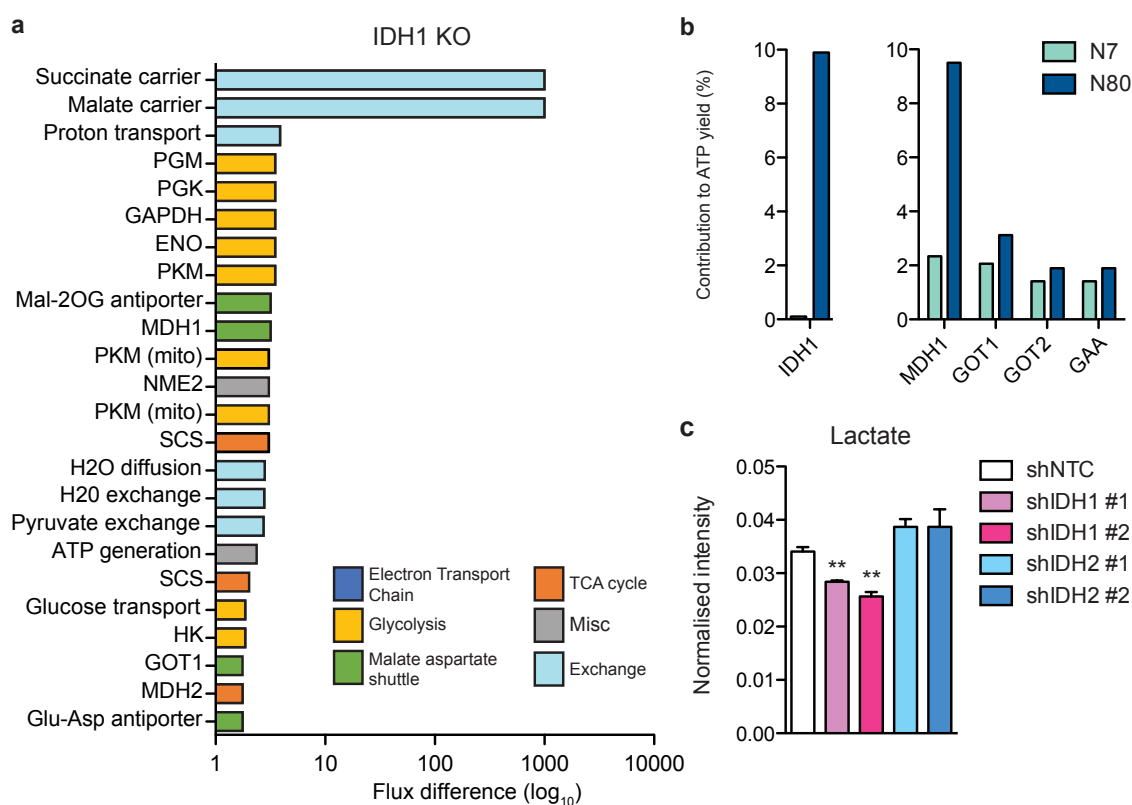 a
IDH1 KO
Succinate carrier
Malate carrier
Proton transport
PGM
PGK
GAPDH
ENO
PKM
Mal-2OG antiporter
MDH1
PKM (mito)
NME2
PKM (mito)
SCS
H2O diffusion
H20 exchange
Pyruvate exchange
ATP generation
SCS
Glucose transport
HK
GOT1
MDH2
Glu-Asp antiporter
1 10 100 1000 10000
Flux difference (log10)
Electron Transport
Chain
Glycolysis
Malate aspartate
shuttle
TCA cycle
Misc
Exchange
b
Contribution to ATP yield (%)
10
8
6
4
2
0
IDH1
10
8
6
4
2
0
MDH1
GOT1
GOT2
GAA
N7
N80
c
Lactate
Normalised intensity
0.05
0.04
0.03
0.02
0.01
0.00
** **
shNTC
shIDH1 #1
shIDH1 #2
shIDH2 #1
shIDH2 #2